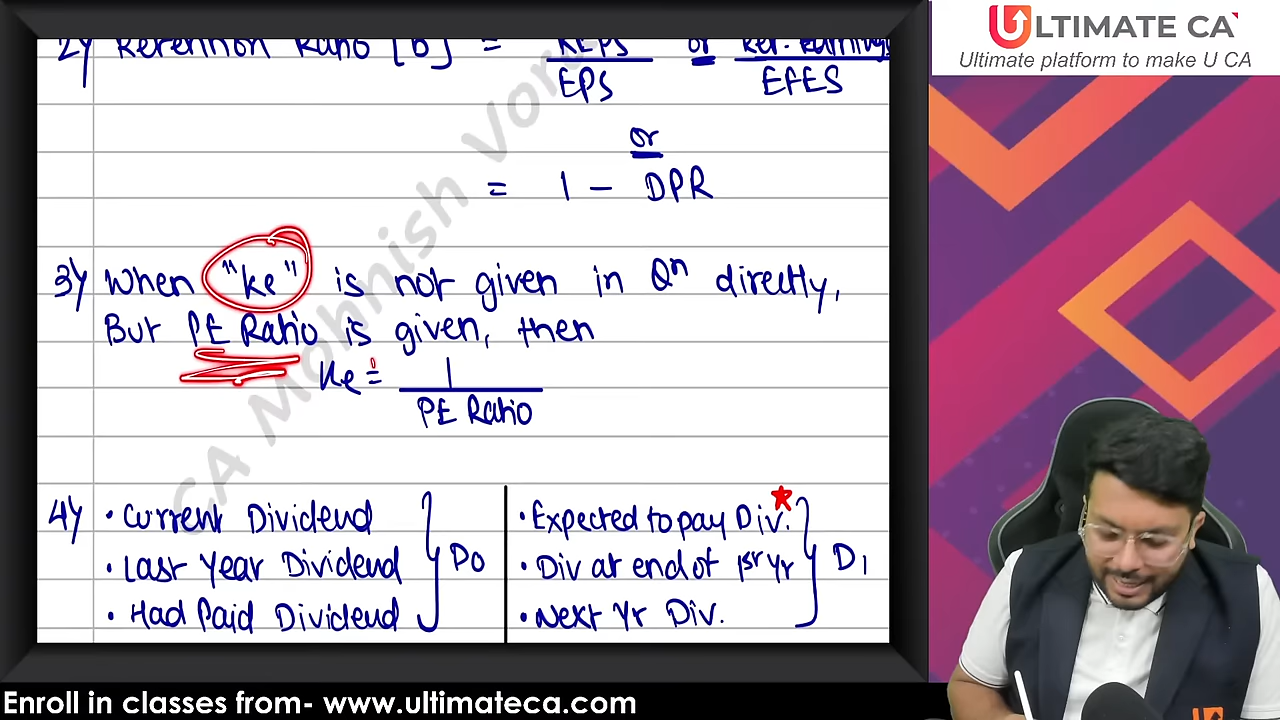 2) Retention Ratio [b] = REPS or Ret. earnings
EPS EFES
or
= 1 - DPR
3) When "ke" is not given in Qⁿ directly,
But PE Ratio is given, then
Ke = 1
PE Ratio
4) • Current Dividend
• Last Year Dividend
• Had Paid Dividend
D0
• Expected to pay Div.
• Div at end of 1st Yr
• Next Yr Div.
D1
CA Mohnish Vora
ULTIMATE CA
Ultimate platform to make U CA
Enroll in classes from- www.ultimateca.com